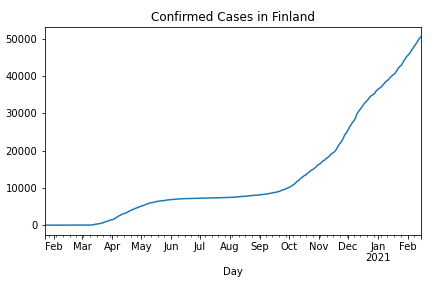 Confirmed Cases in Finland
50000
40000
30000
20000
10000
0
Feb Mar Apr May Jun Jul Aug Sep Oct Nov Dec Jan Feb
2021
Day